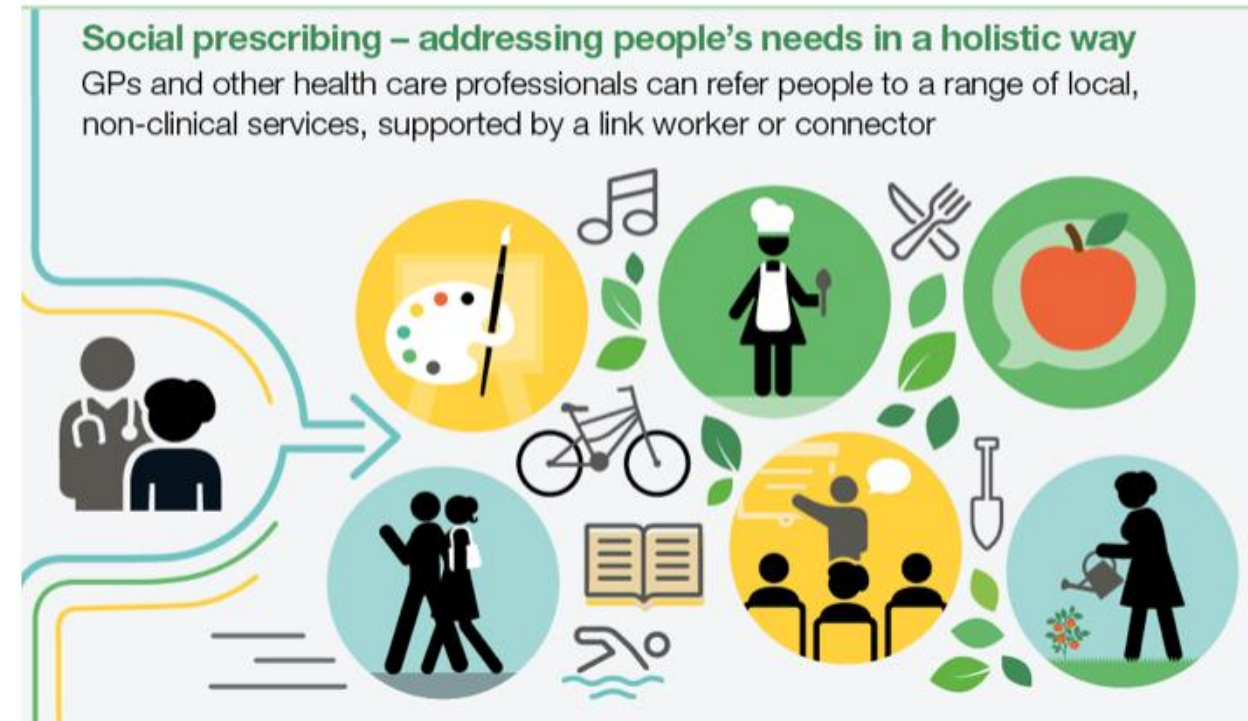 Social prescribing – addressing people's needs in a holistic way
GPs and other health care professionals can refer people to a range of local,
non-clinical services, supported by a link worker or connector